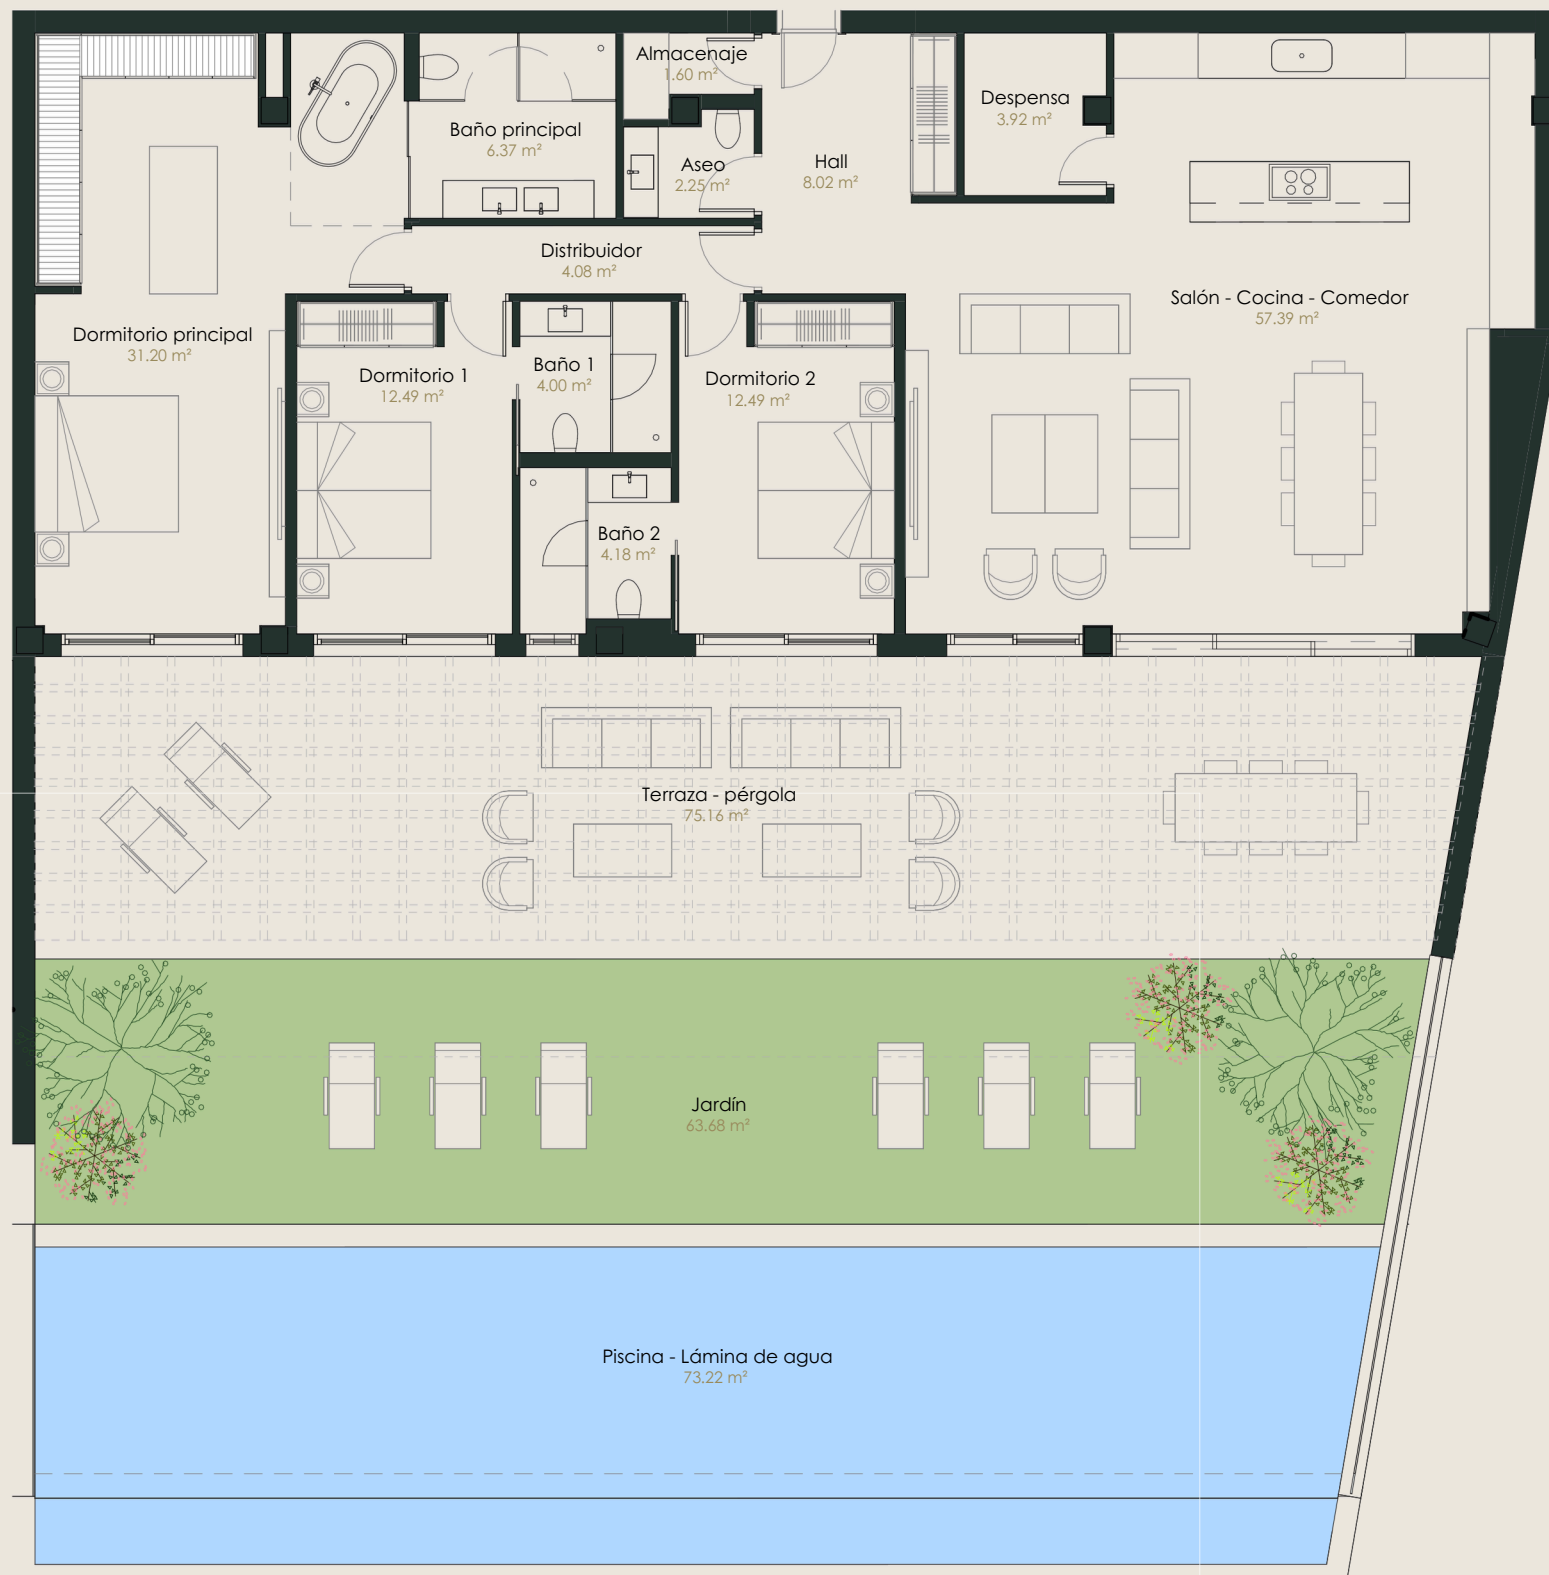 Almacenaje
1.60 m²
Baño principal
6.37 m²
Aseo
2.25 m²
Hall
8.02 m²
Despensa
3.92 m²
Distribuidor
4.08 m²
Salón - Cocina - Comedor
57.39 m²
Dormitorio principal
31.20 m²
Dormitorio 1
12.49 m²
Baño 1
4.00 m²
Dormitorio 2
12.49 m²
Baño 2
4.18 m²
Terraza - pérgola
75.16 m²
Jardín
63.68 m²
Piscina - Lámina de agua
73.22 m²